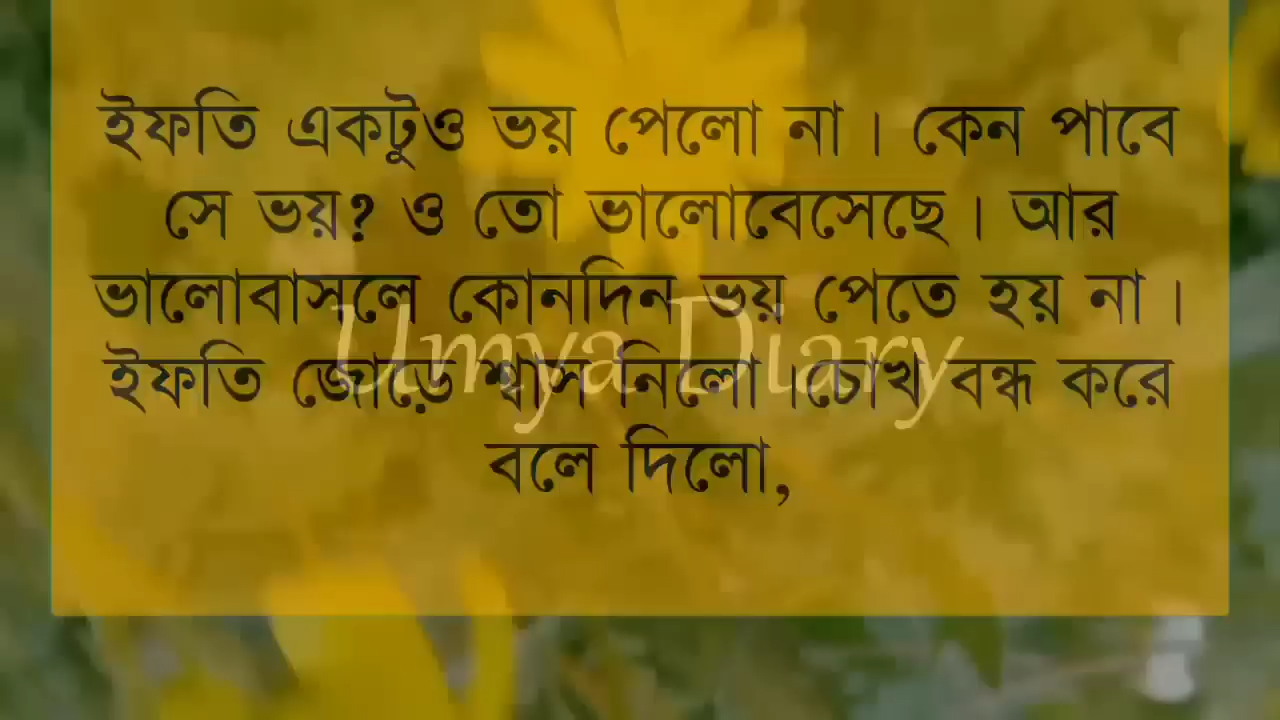 ইফতি একটুও ভয় পেলো না । কেন পাবে
সে ভয়? ও তো ভালোবেসেছে । আর
ভালোবাসলে কোনদিন ভয় পেতে হয় না ।
ইফতি জোড়ে শ্বাস নিলো ।চোখ বন্ধ করে
বলে দিলো,
Umya Diary